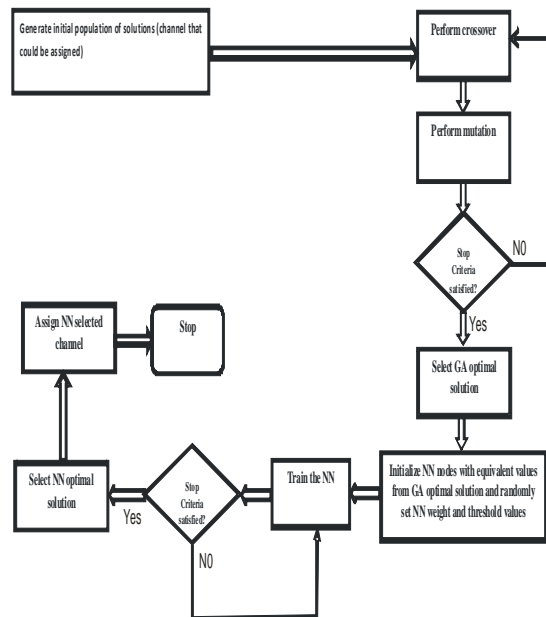 Generate initial population of solutions (channel that
could be assigned)
Perform crossover
Perform mutation
Stop
Criteria
satisfied?
N0
Yes
Select GA optimal
solution
Initialize NN nodes with equivalent values
from GA optimal solution and randomly
set NN weight and threshold values
Train the NN
Stop
Criteria
satisfied?
N0
Yes
Select NN optimal
solution
Assign NN selected
channel
Stop